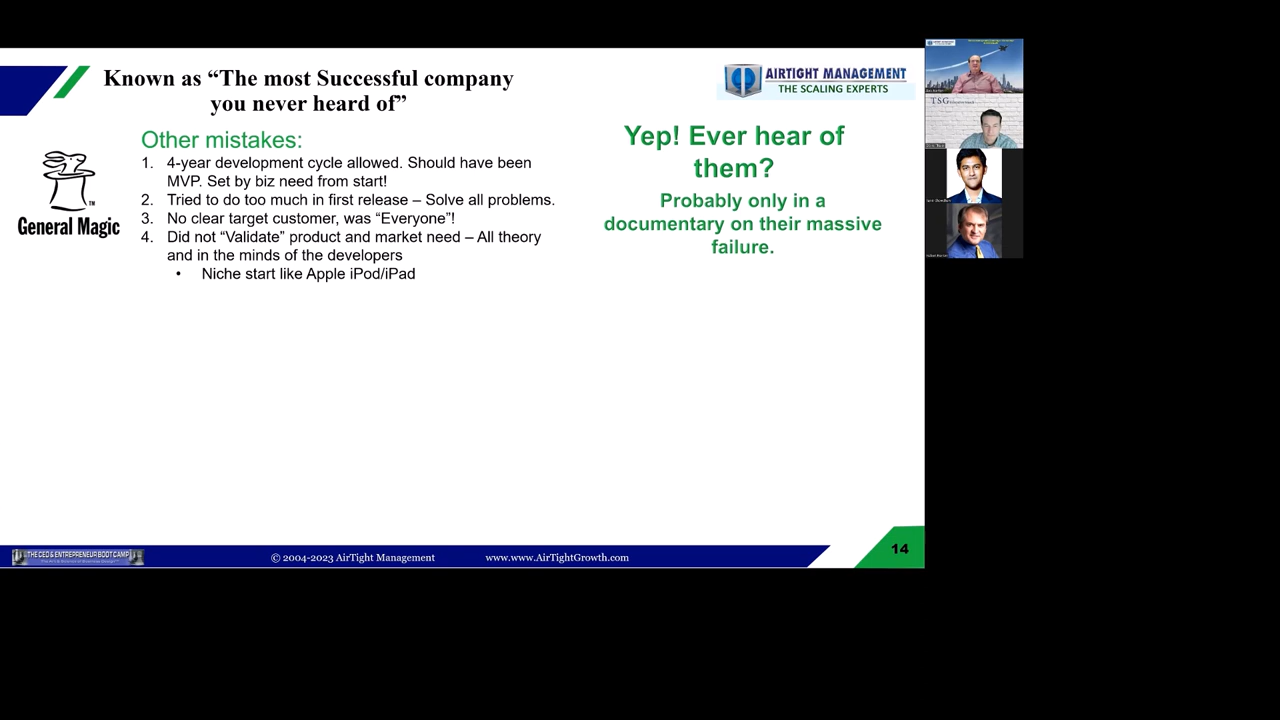 Known as “The most Successful company
you never heard of”
AIRTIGHT MANAGEMENT
THE SCALING EXPERTS
Other mistakes:
1. 4-year development cycle allowed. Should have been
MVP. Set by biz need from start!
2. Tried to do too much in first release – Solve all problems.
3. No clear target customer, was “Everyone”!
4. Did not “Validate” product and market need – All theory
and in the minds of the developers
• Niche start like Apple iPod/iPad
TM
General Magic
Yep! Ever hear of
them?
Probably only in a
documentary on their massive
failure.
TSG
THE CEO & ENTREPRENEUR BOOT CAMP
© 2004-2023 AirTight Management
www.www.AirTightGrowth.com
14